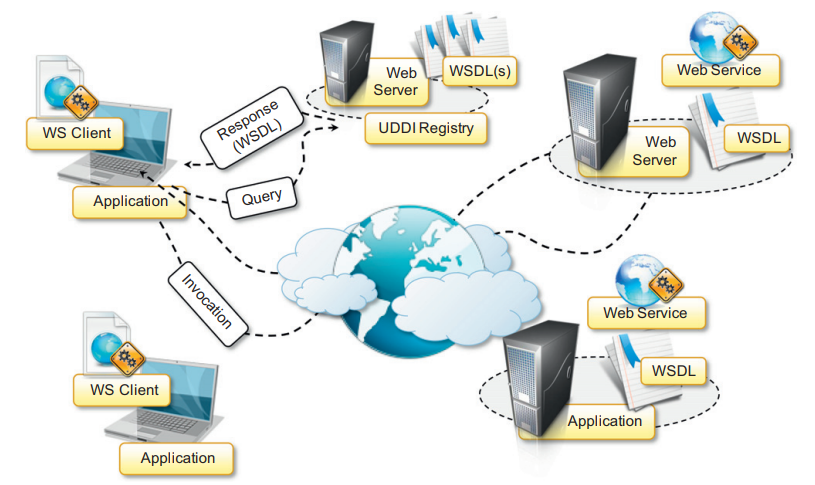 WS Client
Application
Response
(WSDL)
Query
Invocation
Web
Server
WSDL(s)
UDDI Registry
Web Service
Web
Server
WSDL
WS Client
Application
Web Service
WSDL
Application